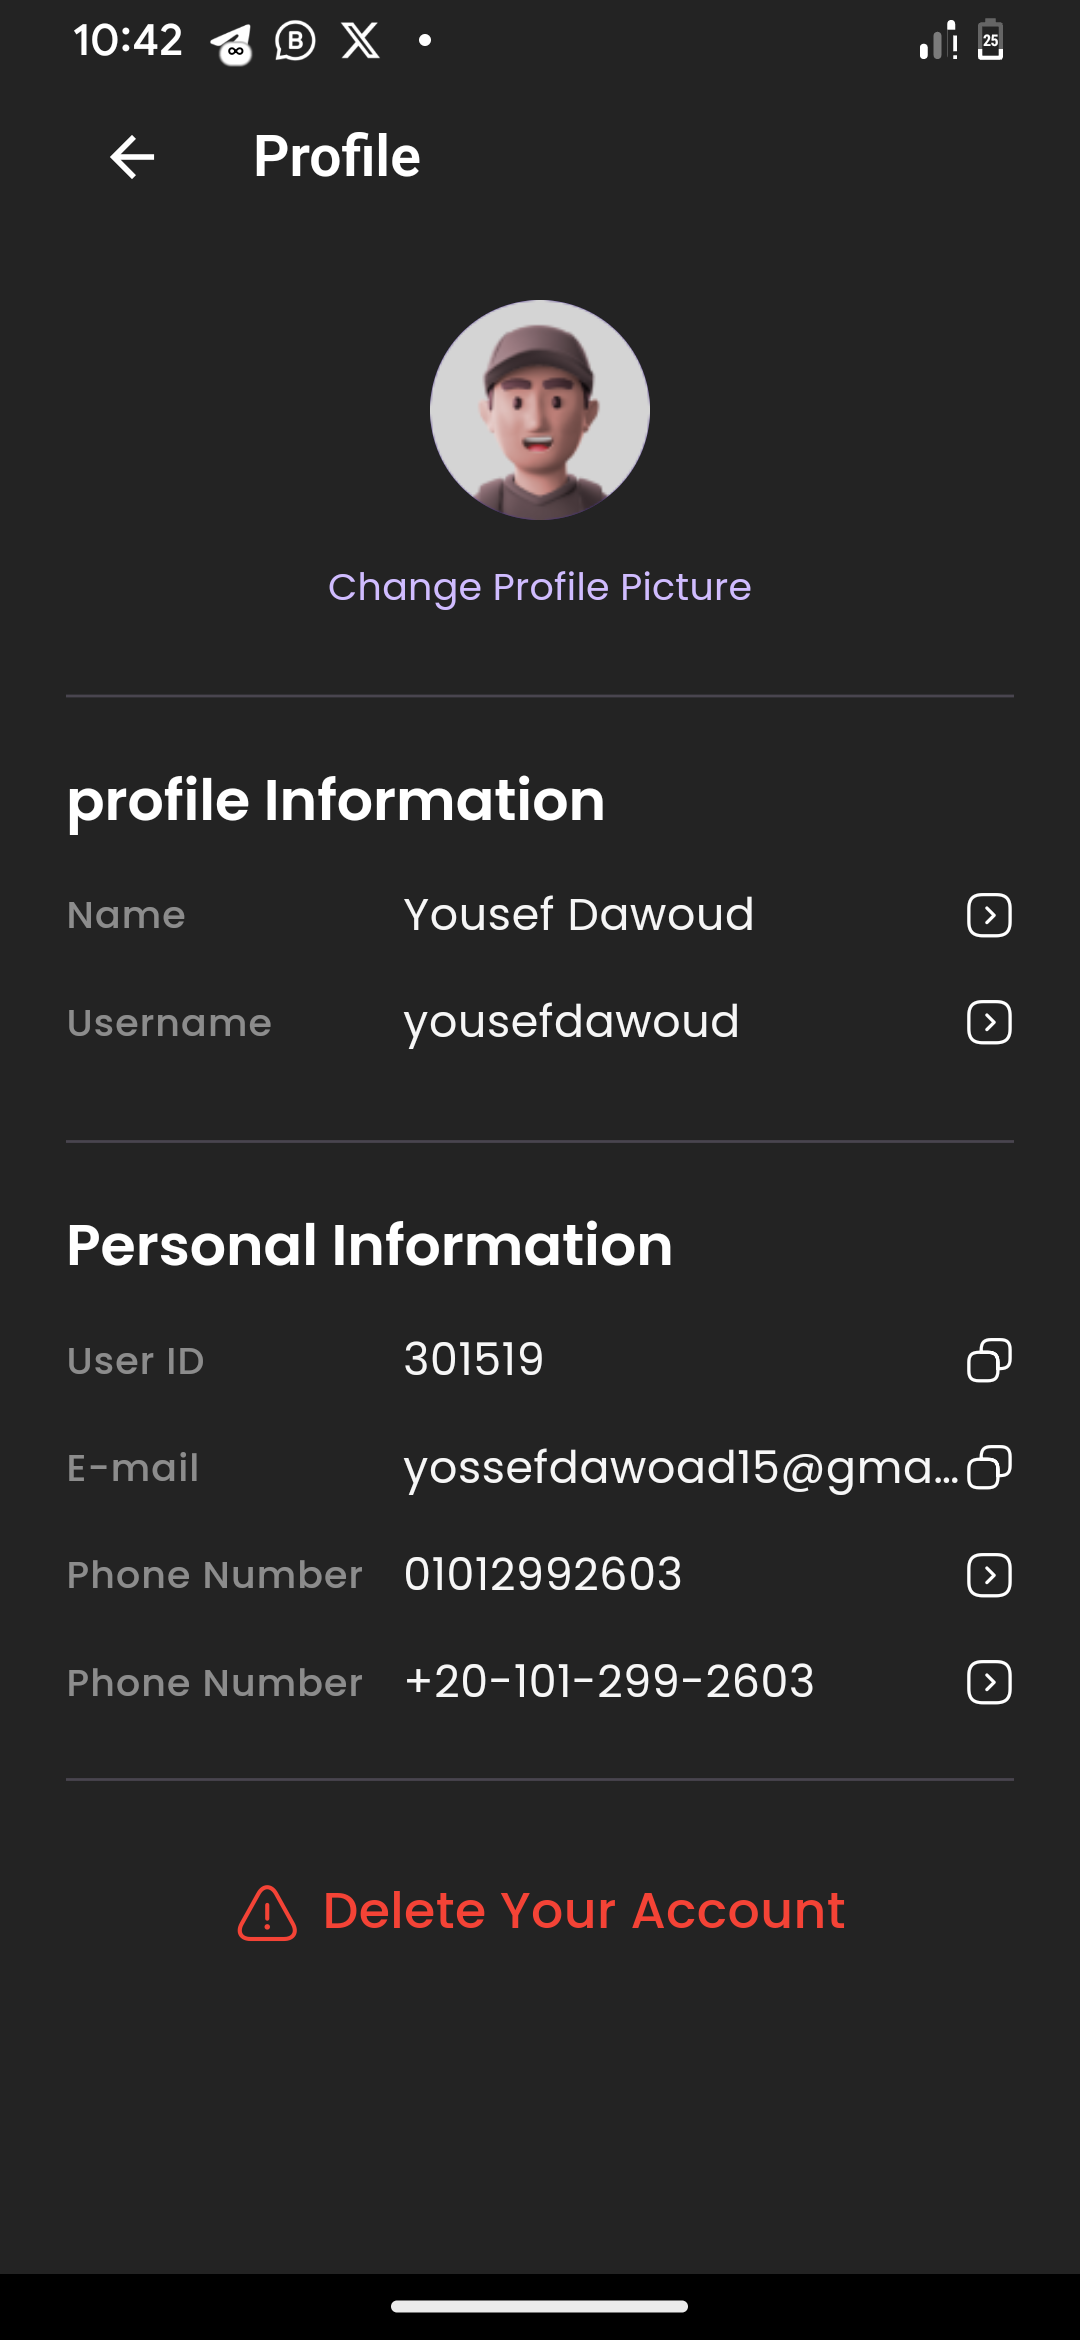 10:42
25
Profile
Change Profile Picture
profile Information
Name Yousef Dawoud
Username yousefdawoud
Personal Information
User ID 301519
E-mail yossefdawoad15@gma...
Phone Number 01012992603
Phone Number +20-101-299-2603
Delete Your Account